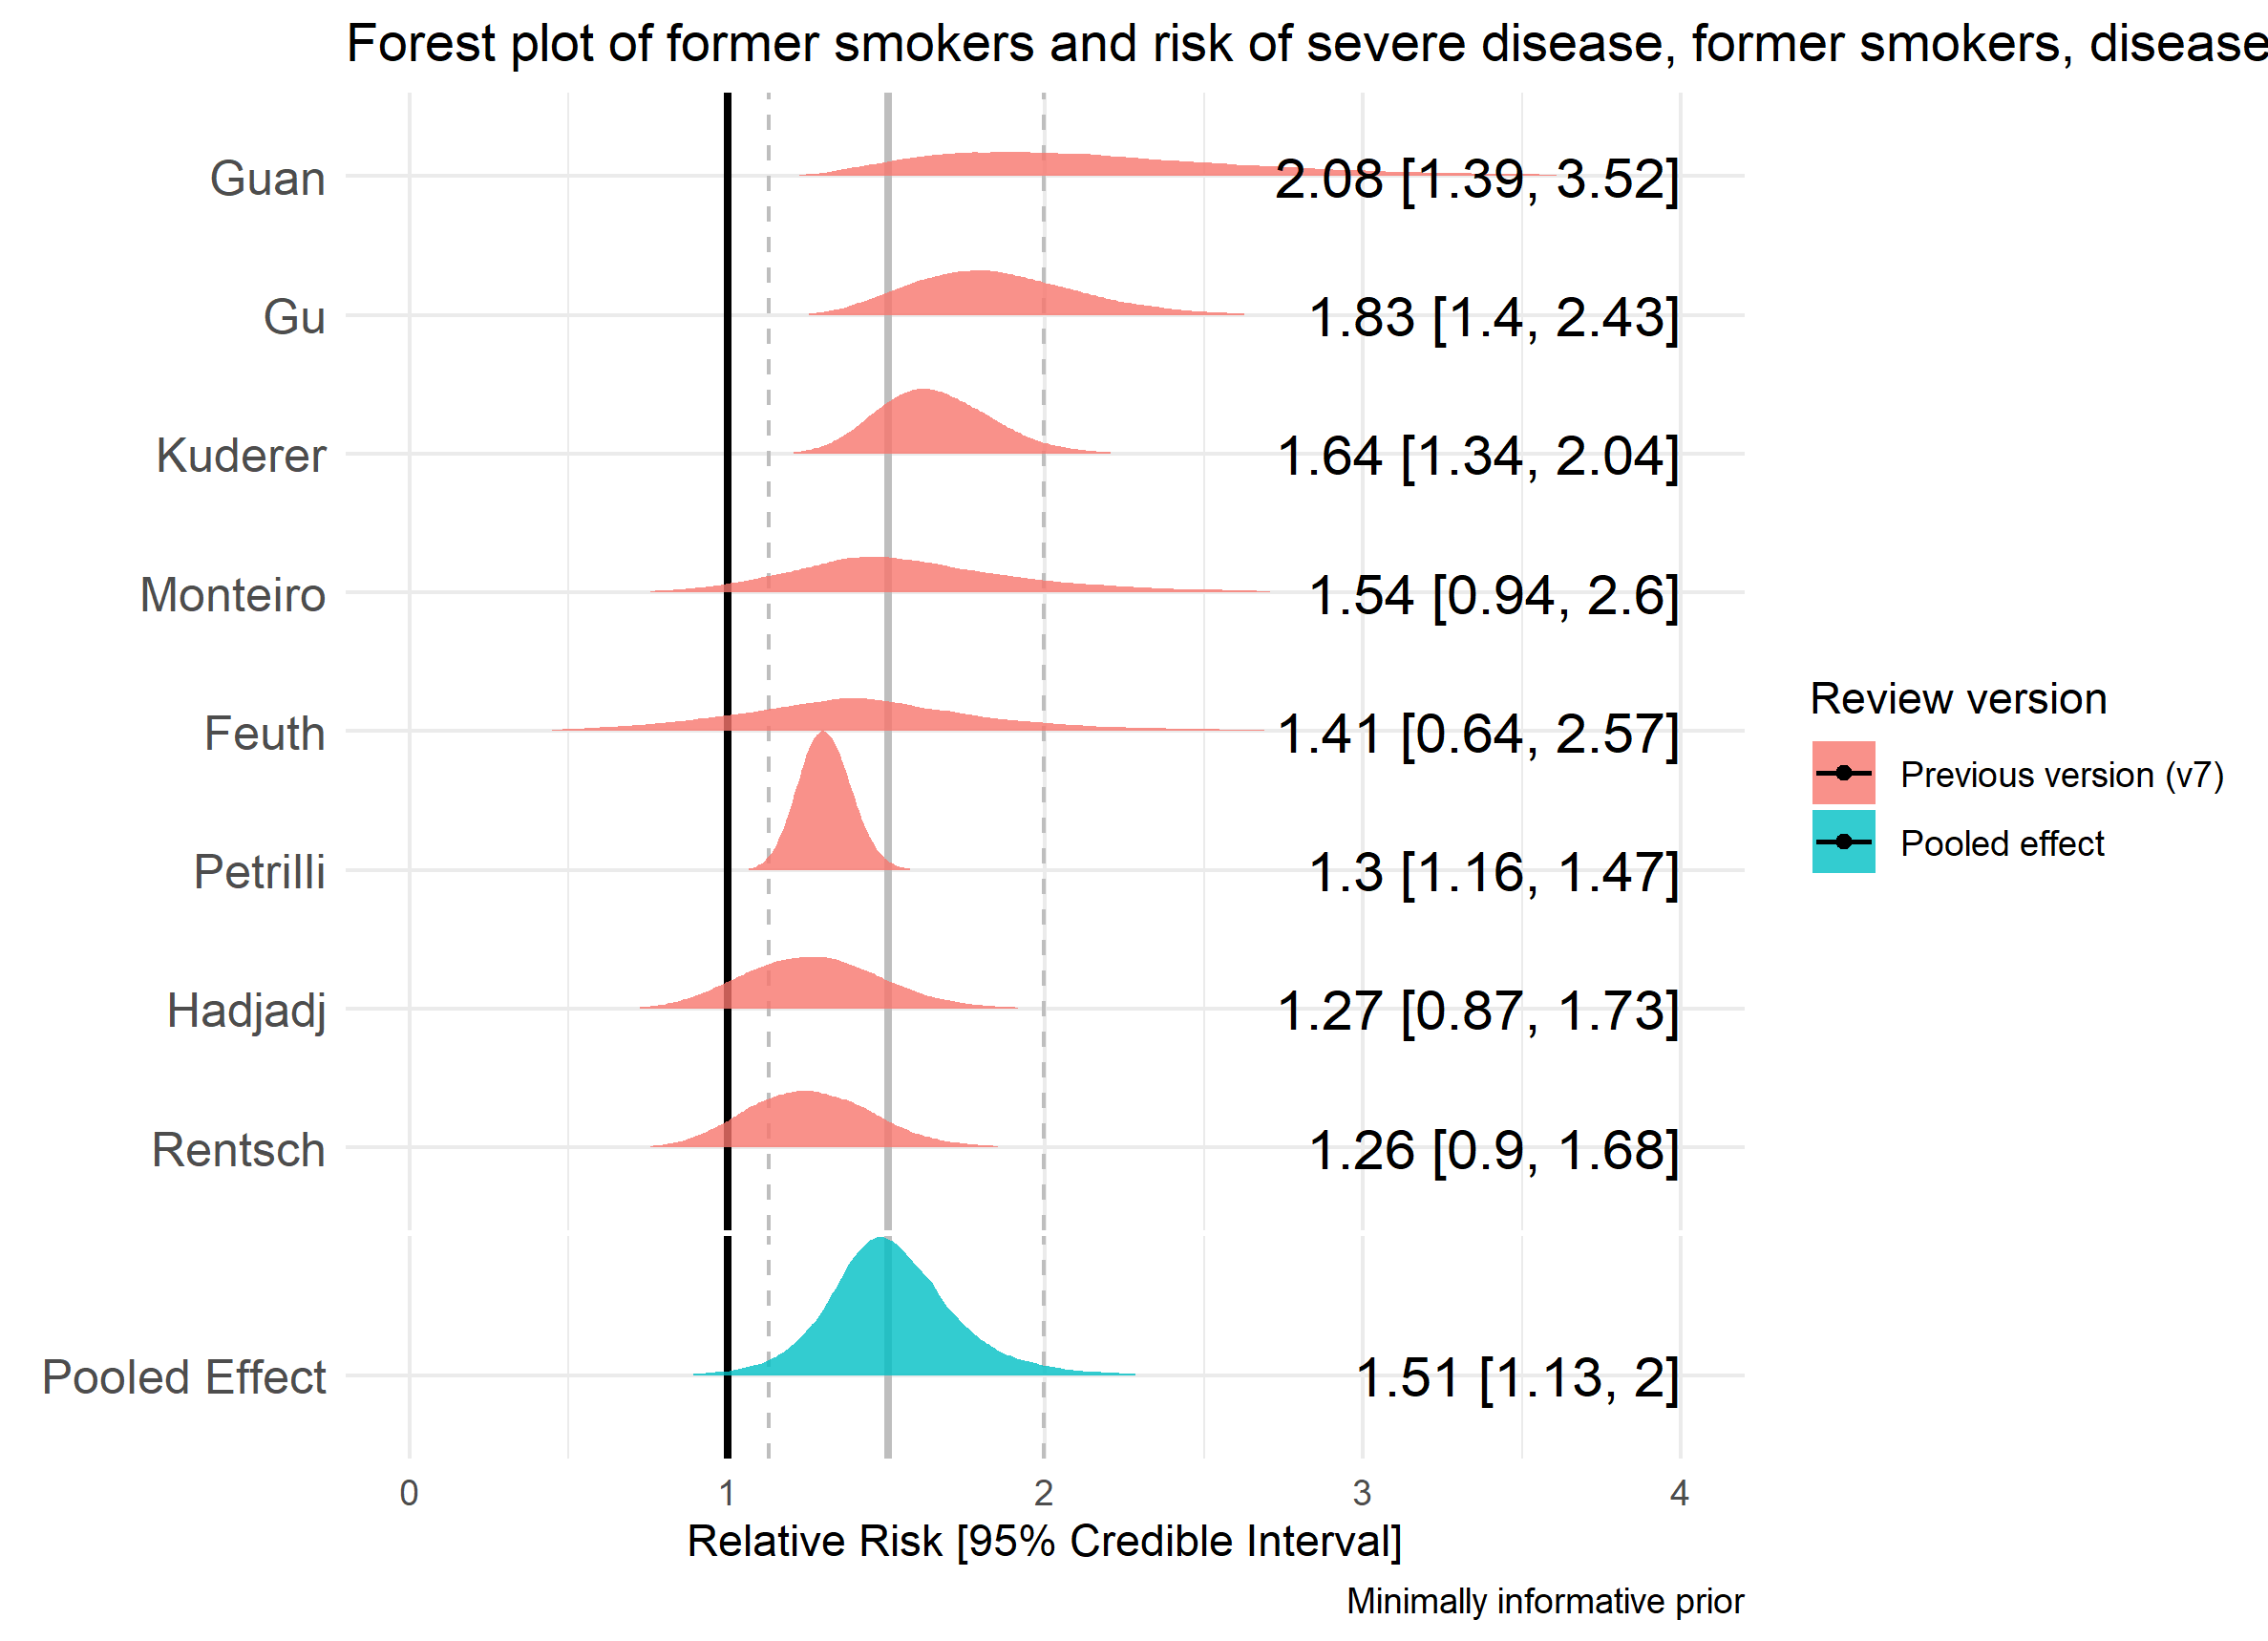 Forest plot of former smokers and risk of severe disease, former smokers, disease
Guan
2.08 [1.39, 3.52]
Gu
1.83 [1.4, 2.43]
Kuderer
1.64 [1.34, 2.04]
Monteiro
1.54 [0.94, 2.6]
Feuth
1.41 [0.64, 2.57]
Petrilli
1.3 [1.16, 1.47]
Hadjadj
1.27 [0.87, 1.73]
Rentsch
1.26 [0.9, 1.68]
Pooled Effect
1.51 [1.13, 2]
0 1 2 3 4
Relative Risk [95% Credible Interval]
Minimally informative prior
Review version
Previous version (v7)
Pooled effect